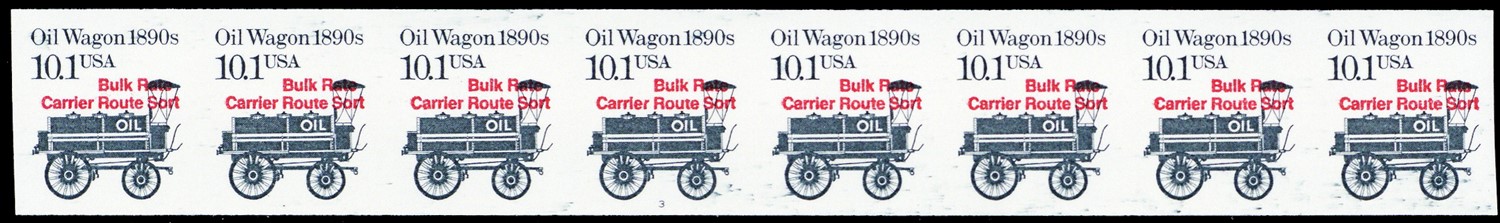 Oil Wagon 1890s Oil Wagon 1890s Oil Wagon 1890s Oil Wagon 1890s Oil Wagon 1890s Oil Wagon 1890s Oil Wagon 1890s Oil Wagon 1890s
10.1 USA 10.1 USA 10.1 USA 10.1 USA 10.1 USA 10.1 USA 10.1 USA 10.1 USA
Bulk Rate Bulk Rate Bulk Rate Bulk Rate Bulk Rate Bulk Rate Bulk Rate Bulk Rate
Carrier Route Sort Carrier Route Sort Carrier Route Sort Carrier Route Sort Carrier Route Sort Carrier Route Sort Carrier Route Sort Carrier Route Sort
OIL OIL OIL OIL OIL OIL OIL OIL
3